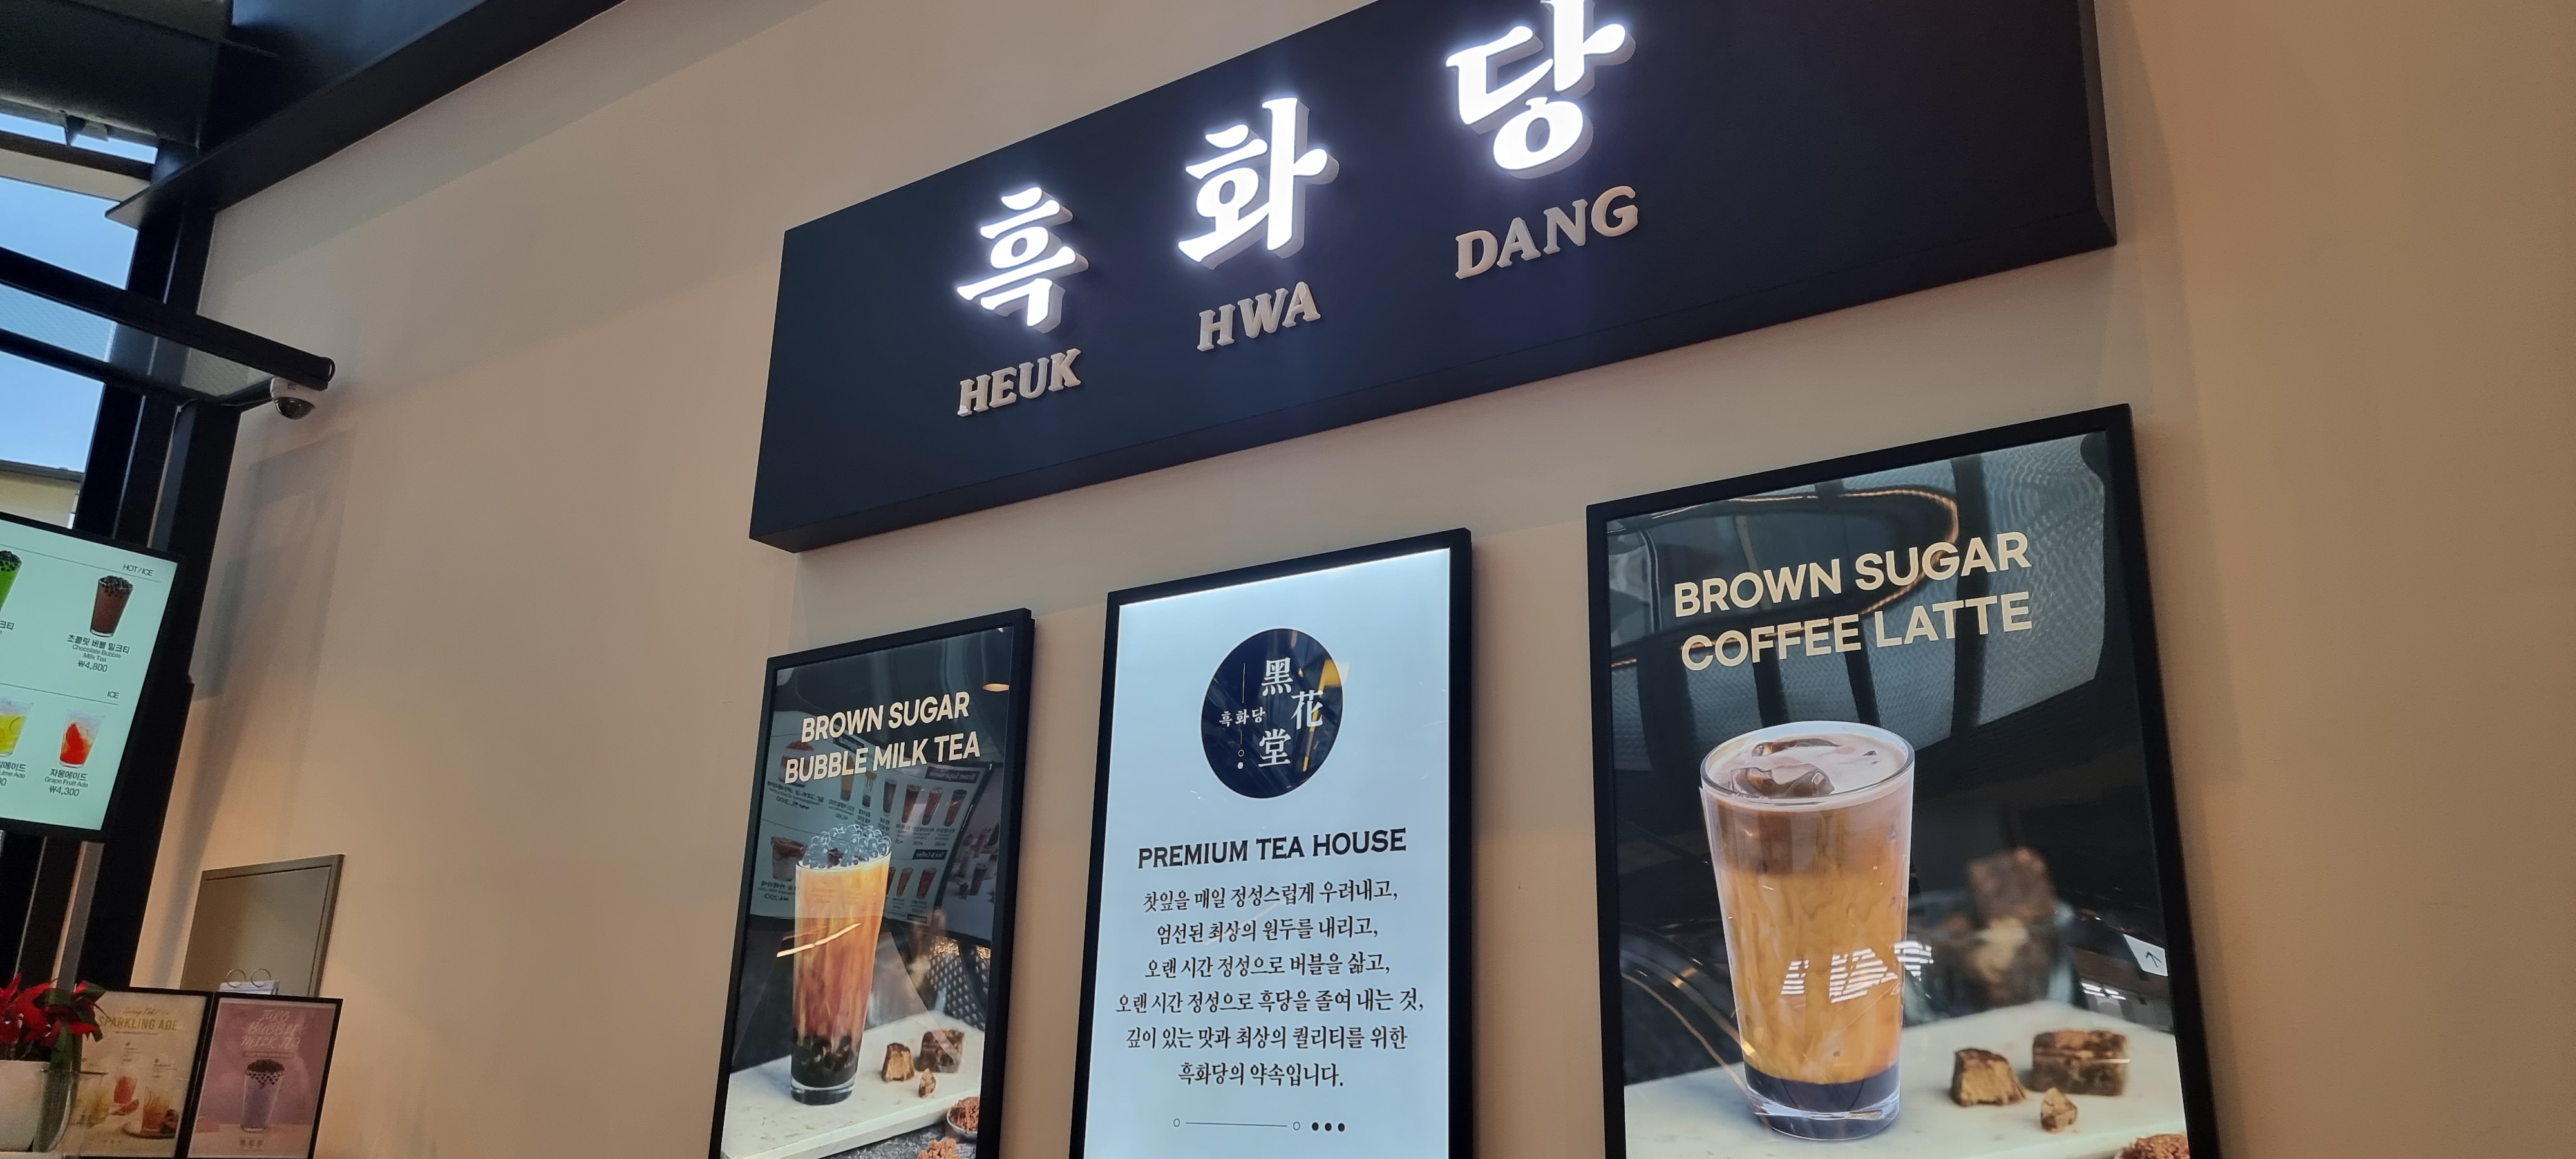 흑 화 당
HEUK HWA DANG
HOT/ICE
초콜릿 버블 밀크티
Chocolate Bubble
Milk Tea
₩4,800
ICE
자몽에이드
Grape Fruit Ade
₩4,300
SPARKLING ADE
BUBBLE
MILK TEA
BROWN SUGAR
BUBBLE MILK TEA
黑花堂
흑화당
PREMIUM TEA HOUSE
찻잎을 매일 정성스럽게 우려내고,
엄선된 최상의 원두를 내리고,
오랜 시간 정성으로 버블을 삶고,
오랜 시간 정성으로 흑당을 졸여 내는 것,
깊이 있는 맛과 최상의 퀄리티를 위한
흑화당의 약속입니다.
BROWN SUGAR
COFFEE LATTE